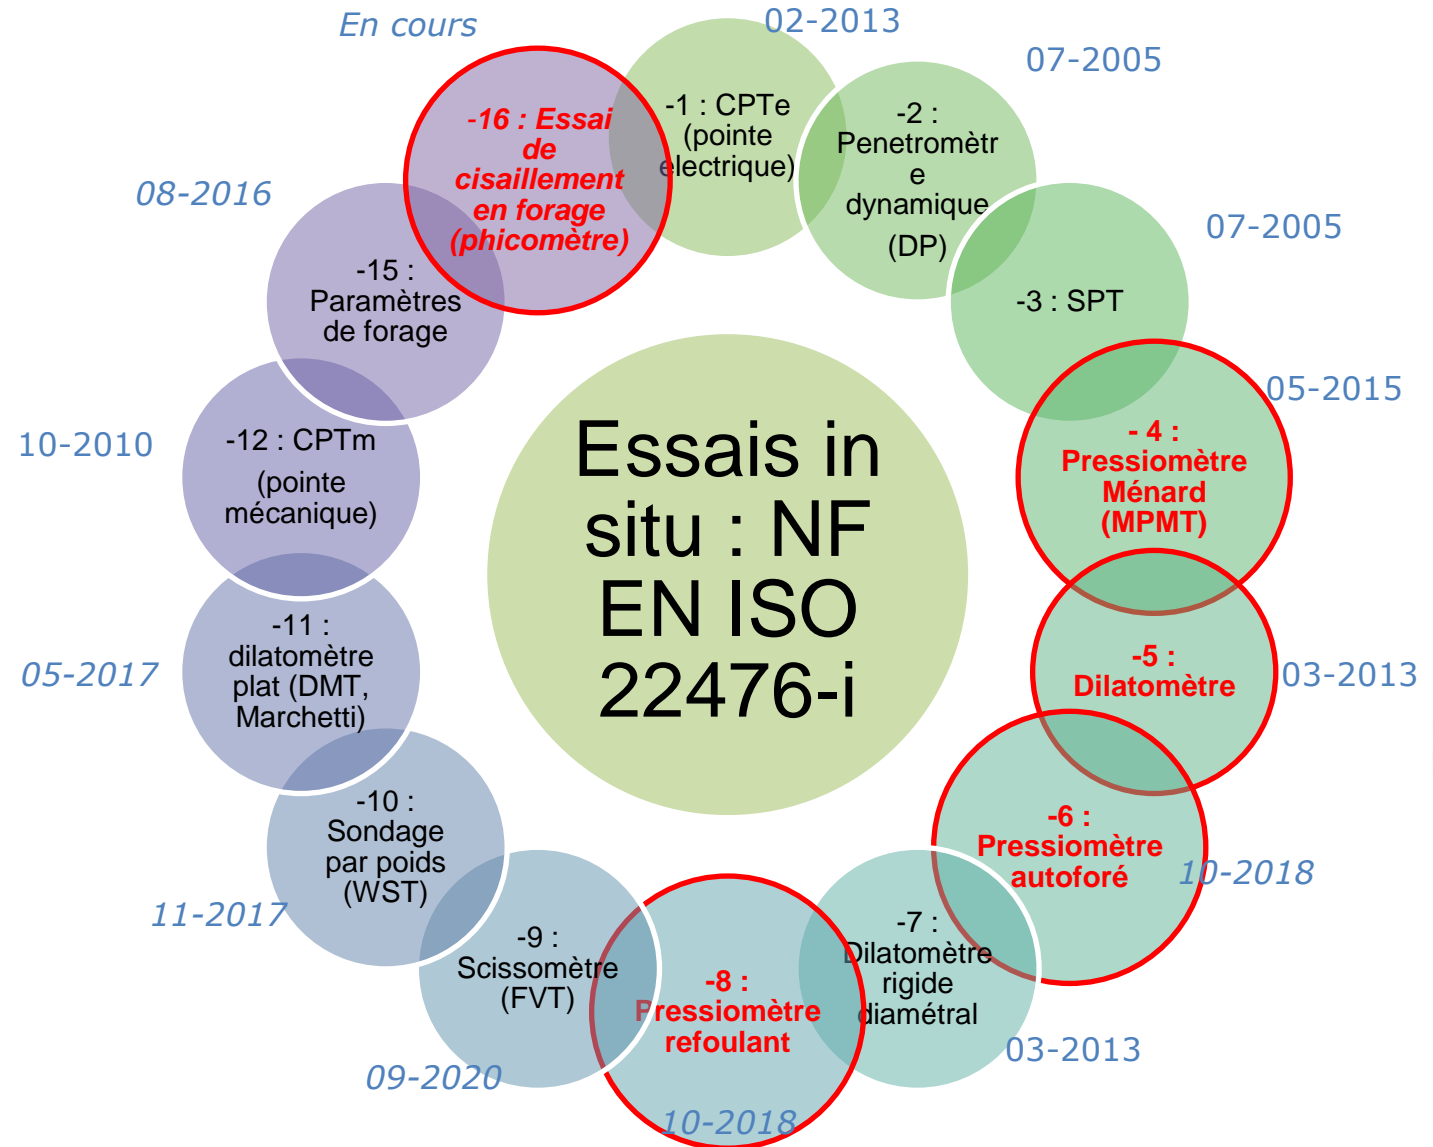 En cours
02-2013
07-2005
-16 : Essai
de
cisaillement
en forage
(phicomètre)
-1 : CPTe
(pointe
electrique)
-2 :
Penetromètr
e
dynamique
(DP)
08-2016
07-2005
-15 :
Paramètres
de forage
-3 : SPT
05-2015
10-2010
-12 : CPTm
(pointe
mécanique)
Essais in
situ : NF
EN ISO
22476-i
- 4 :
Pressiomètre
Ménard
(MPMT)
05-2017
-11 :
dilatomètre
plat (DMT,
Marchetti)
-5 :
Dilatomètre
03-2013
-10 :
Sondage
par poids
(WST)
-6 :
Pressiomètre
autoforé
10-2018
11-2017
-9 :
Scissomètre
(FVT)
-8 :
Pressiomètre
refoulant
-7 :
Dilatomètre
rigide
diamétral
03-2013
09-2020
10-2018